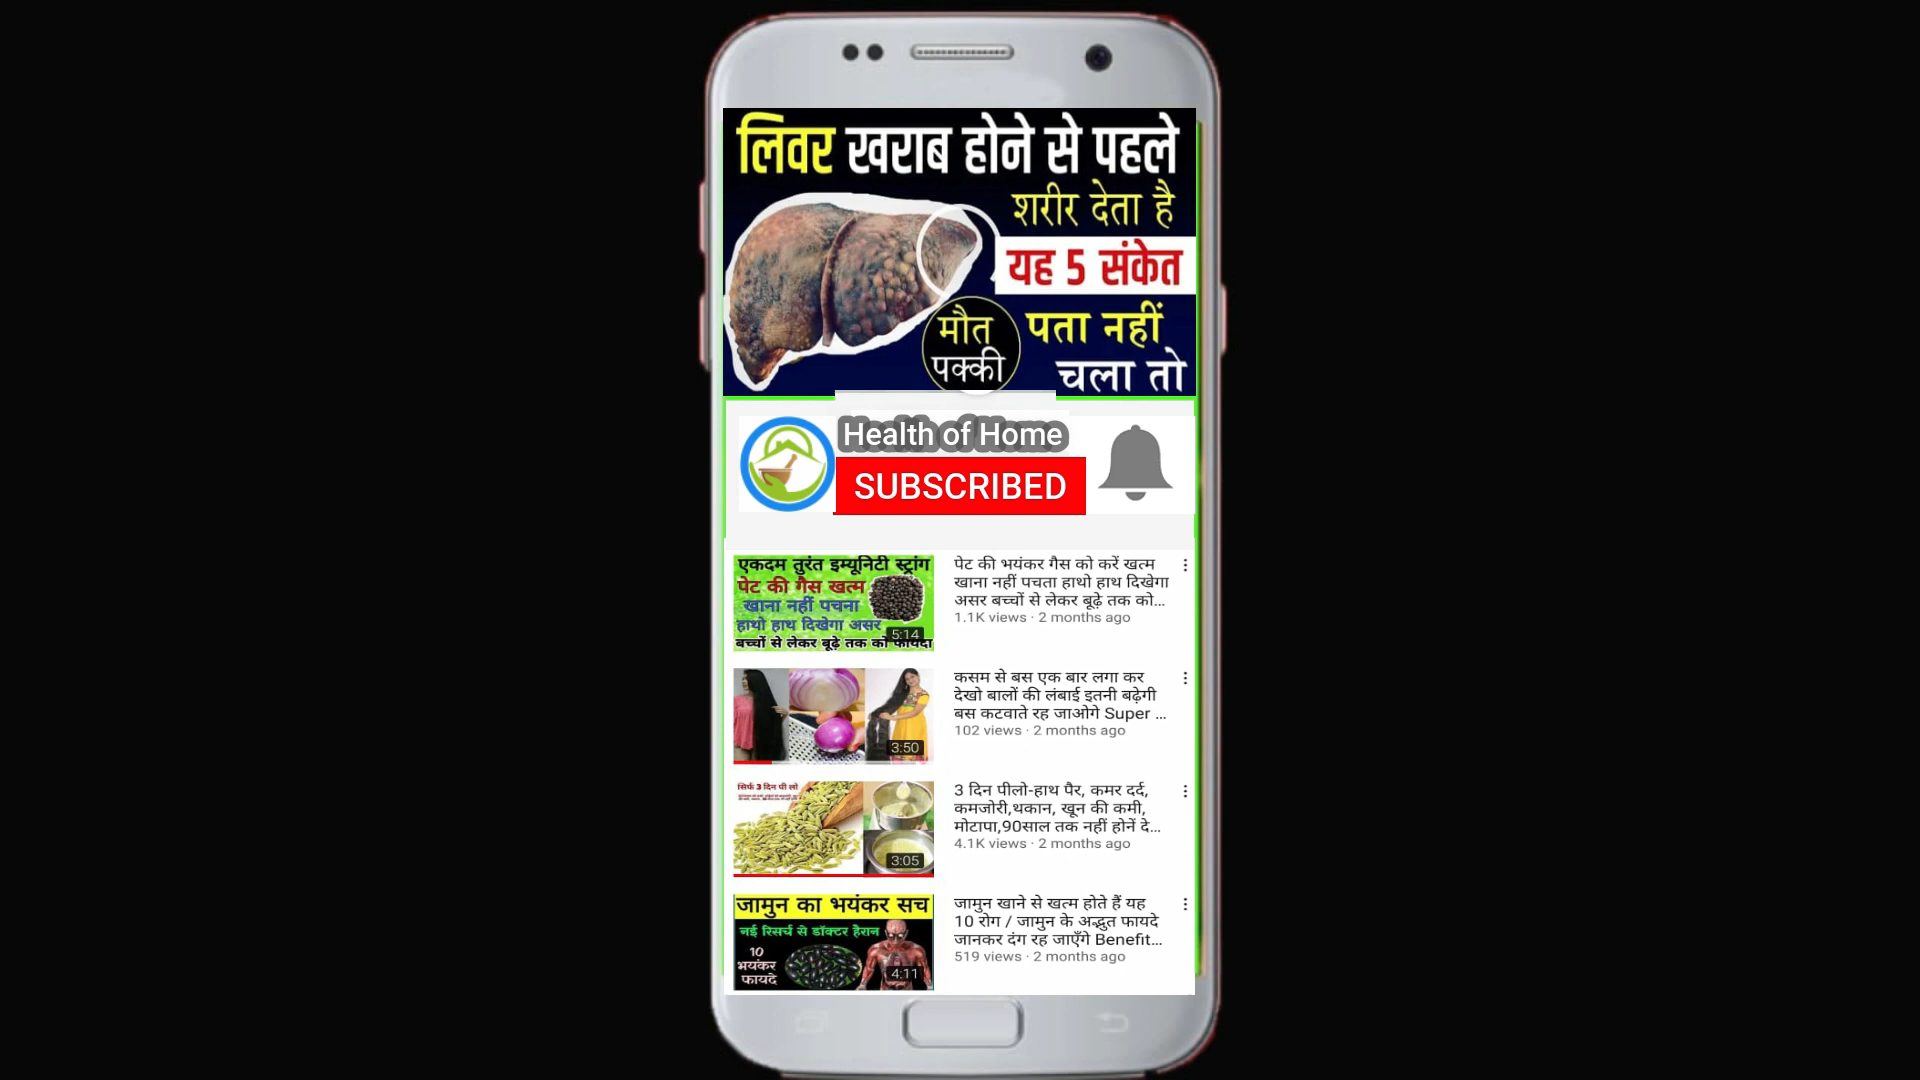 लिवर खराब होने से पहले
शरीर देता है
यह 5 संकेत
मौत
पक्की
पता नहीं
चला तो
Health of Home
SUBSCRIBED
एकदम तुरंत इम्यूनिटी स्ट्रांग
पेट की गैस खत्म
खाना नहीं पचना
हाथो हाथ दिखेगा असर
5:14
बच्चों से लेकर बूढ़े तक को फायदा
पेट की भयंकर गैस को करें खत्म
खाना नहीं पचता हाथो हाथ दिखेगा
असर बच्चों से लेकर बूढ़े तक को...
1.1K views · 2 months ago
3:50
कसम से बस एक बार लगा कर
देखो बालों की लंबाई इतनी बढ़ेगी
बस कटवाते रह जाओगे Super ...
102 views · 2 months ago
सिर्फ 3 दिन पी लो
3:05
3 दिन पीलो-हाथ पैर, कमर दर्द,
कमजोरी,थकान, खून की कमी,
मोटापा,90साल तक नहीं होनें दे...
4.1K views · 2 months ago
जामुन का भयंकर सच
नई रिसर्च से डॉक्टर हैरान
10
भयंकर
फायदे
4:11
जामुन खाने से खत्म होते हैं यह
10 रोग / जामुन के अद्भुत फायदे
जानकर दंग रह जाएँगे Benefit...
519 views · 2 months ago